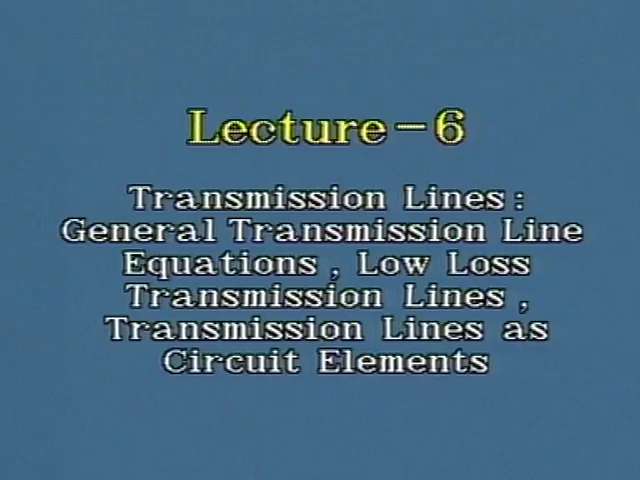 Lecture-6
Transmission Lines:
General Transmission Line
Equations, Low Loss
Transmission Lines,
Transmission Lines as
Circuit Elements